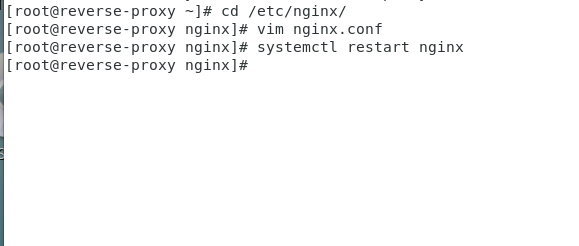 [root@reverse-proxy ~]# cd /etc/nginx/
[root@reverse-proxy nginx]# vim nginx.conf
[root@reverse-proxy nginx]# systemctl restart nginx
[root@reverse-proxy nginx]#